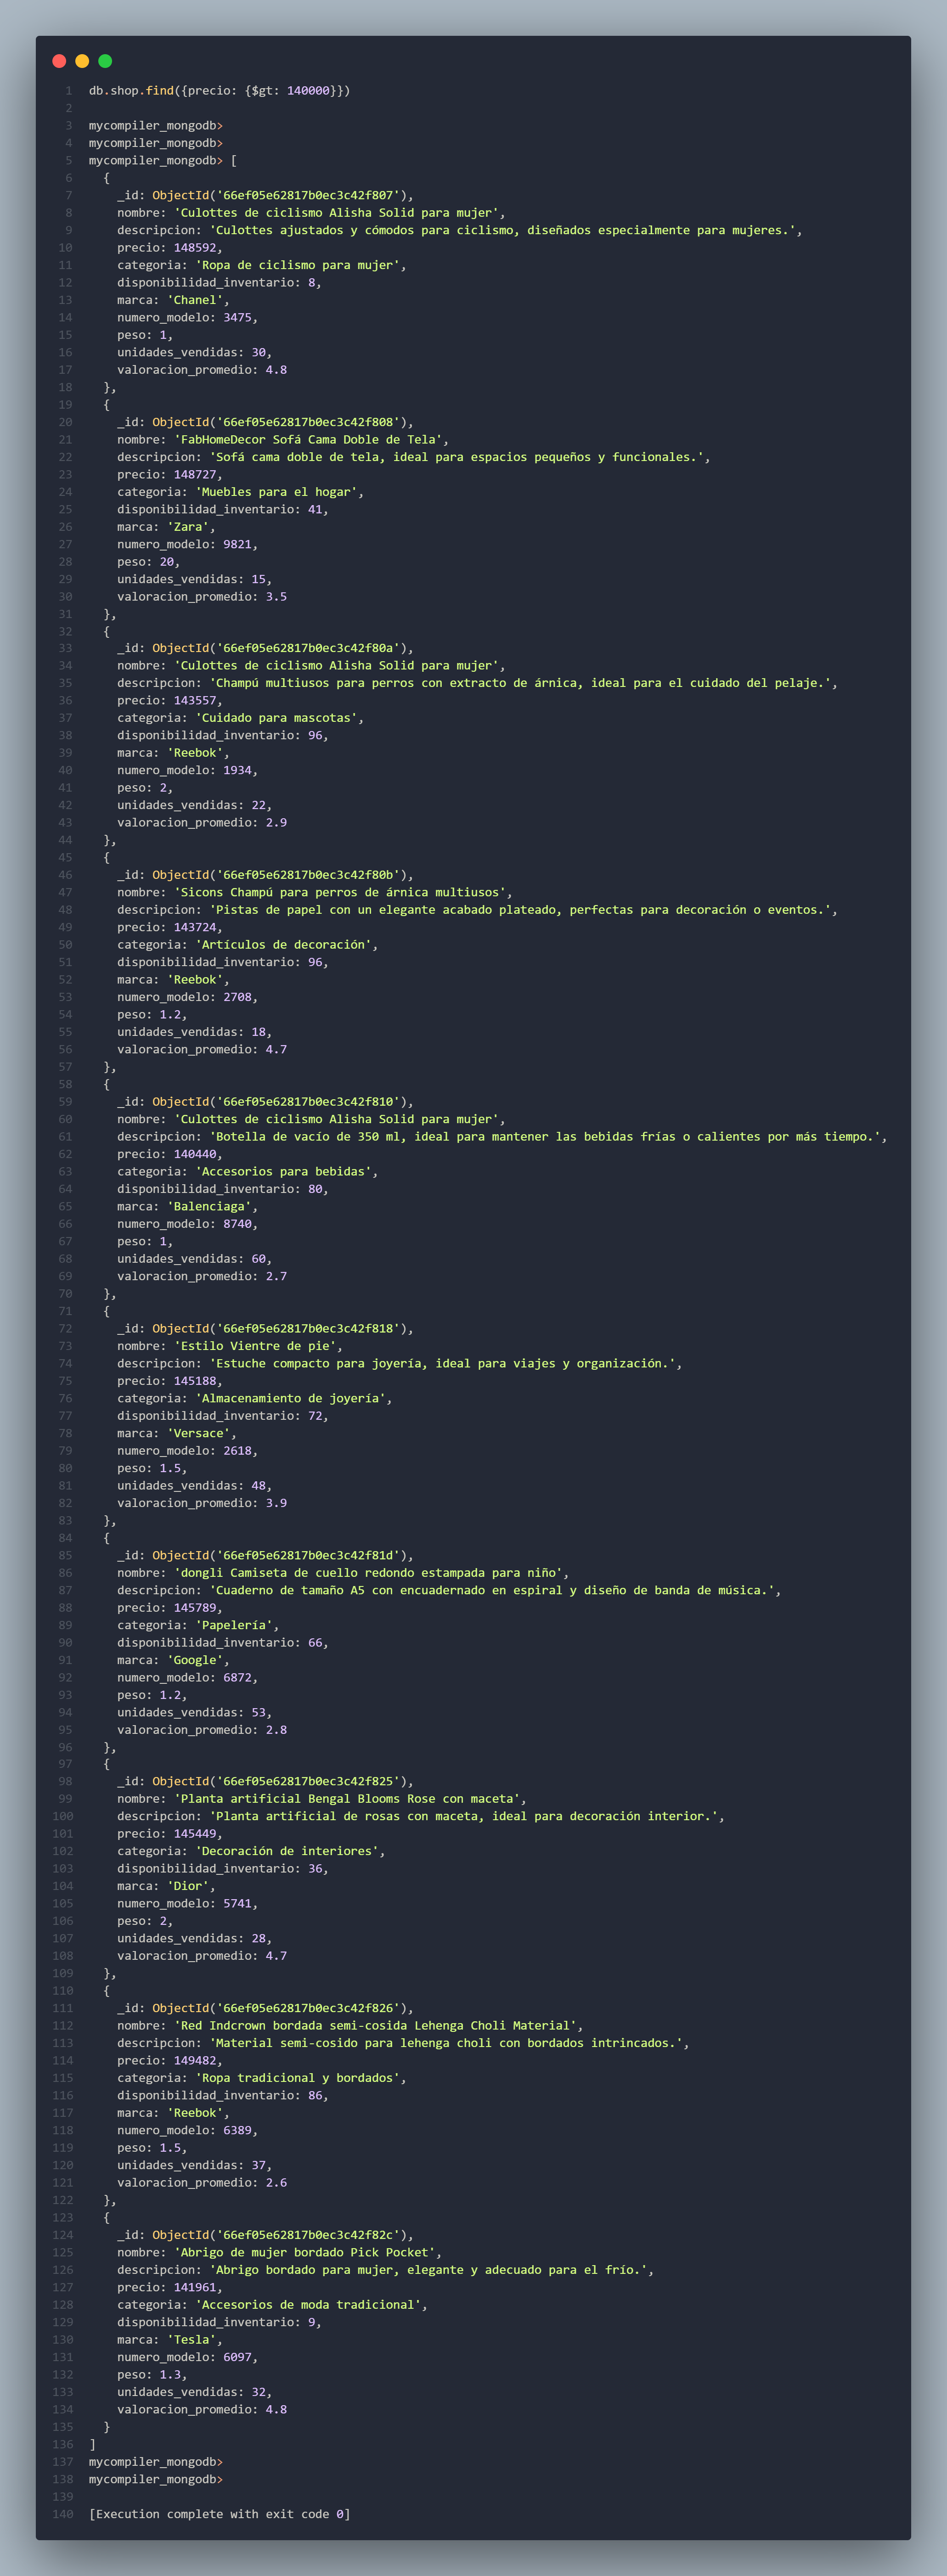 1 db.shop.find({precio: {$gt: 140000}})
2
3 mycompiler_mongodb>
4 mycompiler_mongodb>
5 mycompiler_mongodb> [
6 {
7 _id: ObjectId('66ef05e62817b0ec3c42f807'),
8 nombre: 'Culottes de ciclismo Alisha Solid para mujer',
9 descripcion: 'Culottes ajustados y cómodos para ciclismo, diseñados especialmente para mujeres.',
10 precio: 148592,
11 categoria: 'Ropa de ciclismo para mujer',
12 disponibilidad_inventario: 8,
13 marca: 'Chanel',
14 numero_modelo: 3475,
15 peso: 1,
16 unidades_vendidas: 30,
17 valoracion_promedio: 4.8
18 },
19 {
20 _id: ObjectId('66ef05e62817b0ec3c42f808'),
21 nombre: 'FabHomeDecor Sofá Cama Doble de Tela',
22 descripcion: 'Sofá cama doble de tela, ideal para espacios pequeños y funcionales.',
23 precio: 148727,
24 categoria: 'Muebles para el hogar',
25 disponibilidad_inventario: 41,
26 marca: 'Zara',
27 numero_modelo: 9821,
28 peso: 20,
29 unidades_vendidas: 15,
30 valoracion_promedio: 3.5
31 },
32 {
33 _id: ObjectId('66ef05e62817b0ec3c42f80a'),
34 nombre: 'Culottes de ciclismo Alisha Solid para mujer',
35 descripcion: 'Champú multiusos para perros con extracto de árnica, ideal para el cuidado del pelaje.',
36 precio: 143557,
37 categoria: 'Cuidado para mascotas',
38 disponibilidad_inventario: 96,
39 marca: 'Reebok',
40 numero_modelo: 1934,
41 peso: 2,
42 unidades_vendidas: 22,
43 valoracion_promedio: 2.9
44 },
45 {
46 _id: ObjectId('66ef05e62817b0ec3c42f80b'),
47 nombre: 'Sicons Champú para perros de árnica multiusos',
48 descripcion: 'Pistas de papel con un elegante acabado plateado, perfectas para decoración o eventos.',
49 precio: 143724,
50 categoria: 'Artículos de decoración',
51 disponibilidad_inventario: 96,
52 marca: 'Reebok',
53 numero_modelo: 2708,
54 peso: 1.2,
55 unidades_vendidas: 18,
56 valoracion_promedio: 4.7
57 },
58 {
59 _id: ObjectId('66ef05e62817b0ec3c42f810'),
60 nombre: 'Culottes de ciclismo Alisha Solid para mujer',
61 descripcion: 'Botella de vacío de 350 ml, ideal para mantener las bebidas frías o calientes por más tiempo.',
62 precio: 140440,
63 categoria: 'Accesorios para bebidas',
64 disponibilidad_inventario: 80,
65 marca: 'Balenciaga',
66 numero_modelo: 8740,
67 peso: 1,
68 unidades_vendidas: 60,
69 valoracion_promedio: 2.7
70 },
71 {
72 _id: ObjectId('66ef05e62817b0ec3c42f818'),
73 nombre: 'Estilo Vientre de pie',
74 descripcion: 'Estuche compacto para joyería, ideal para viajes y organización.',
75 precio: 145188,
76 categoria: 'Almacenamiento de joyería',
77 disponibilidad_inventario: 72,
78 marca: 'Versace',
79 numero_modelo: 2618,
80 peso: 1.5,
81 unidades_vendidas: 48,
82 valoracion_promedio: 3.9
83 },
84 {
85 _id: ObjectId('66ef05e62817b0ec3c42f81d'),
86 nombre: 'dongli Camiseta de cuello redondo estampada para niño',
87 descripcion: 'Cuaderno de tamaño A5 con encuadernado en espiral y diseño de banda de música.',
88 precio: 145789,
89 categoria: 'Papelería',
90 disponibilidad_inventario: 66,
91 marca: 'Google',
92 numero_modelo: 6872,
93 peso: 1.2,
94 unidades_vendidas: 53,
95 valoracion_promedio: 2.8
96 },
97 {
98 _id: ObjectId('66ef05e62817b0ec3c42f825'),
99 nombre: 'Planta artificial Bengal Blooms Rose con maceta',
100 descripcion: 'Planta artificial de rosas con maceta, ideal para decoración interior.',
101 precio: 145449,
102 categoria: 'Decoración de interiores',
103 disponibilidad_inventario: 36,
104 marca: 'Dior',
105 numero_modelo: 5741,
106 peso: 2,
107 unidades_vendidas: 28,
108 valoracion_promedio: 4.7
109 },
110 {
111 _id: ObjectId('66ef05e62817b0ec3c42f826'),
112 nombre: 'Red Indcrown bordada semi-cosida Lehenga Choli Material',
113 descripcion: 'Material semi-cosido para lehenga choli con bordados intrincados.',
114 precio: 149482,
115 categoria: 'Ropa tradicional y bordados',
116 disponibilidad_inventario: 86,
117 marca: 'Reebok',
118 numero_modelo: 6389,
119 peso: 1.5,
120 unidades_vendidas: 37,
121 valoracion_promedio: 2.6
122 },
123 {
124 _id: ObjectId('66ef05e62817b0ec3c42f82c'),
125 nombre: 'Abrigo de mujer bordado Pick Pocket',
126 descripcion: 'Abrigo bordado para mujer, elegante y adecuado para el frío.',
127 precio: 141961,
128 categoria: 'Accesorios de moda tradicional',
129 disponibilidad_inventario: 9,
130 marca: 'Tesla',
131 numero_modelo: 6097,
132 peso: 1.3,
133 unidades_vendidas: 32,
134 valoracion_promedio: 4.8
135 }
136 ]
137 mycompiler_mongodb>
138 mycompiler_mongodb>
139
140 [Execution complete with exit code 0]